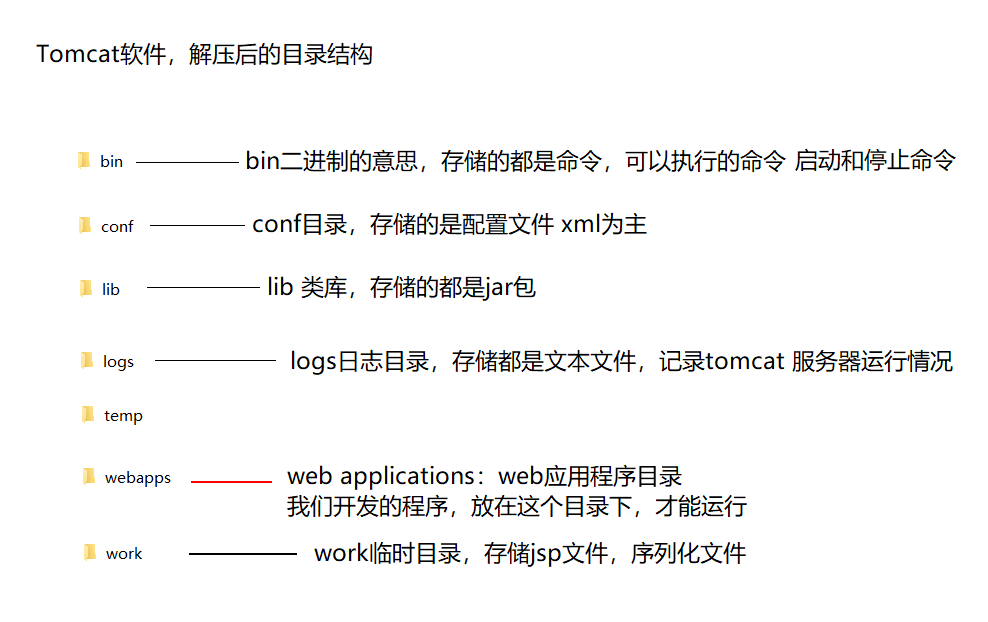 Tomcat软件，解压后的目录结构
bin bin二进制的意思，存储的都是命令，可以执行的命令 启动和停止命令
conf conf目录，存储的是配置文件 xml为主
lib lib 类库，存储的都是jar包
logs logs日志目录，存储都是文本文件，记录tomcat 服务器运行情况
temp
webapps web applications：web应用程序目录
我们开发的程序，放在这个目录下，才能运行
work work临时目录，存储jsp文件，序列化文件